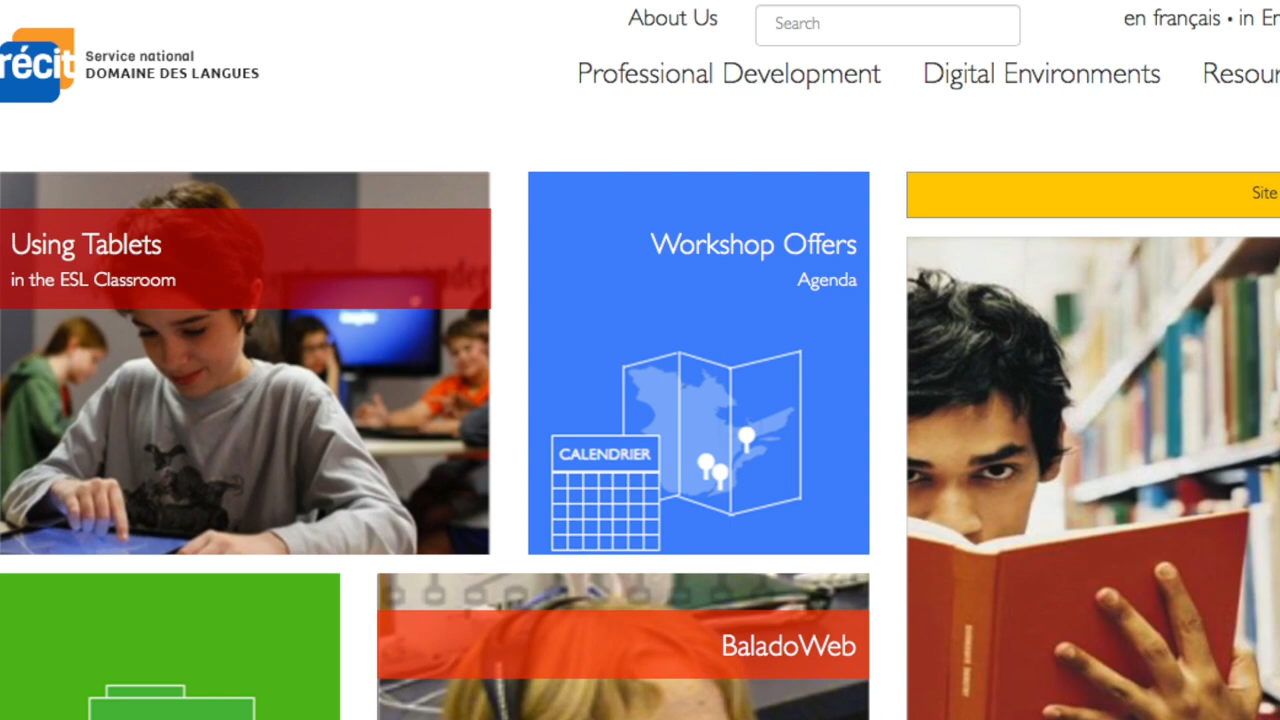 About Us
Search
en français • in En
récit
Service national
DOMAINE DES LANGUES
Professional Development
Digital Environments
Resour
Using Tablets
in the ESL Classroom
Workshop Offers
Agenda
Site
CALENDRIER
BaladoWeb